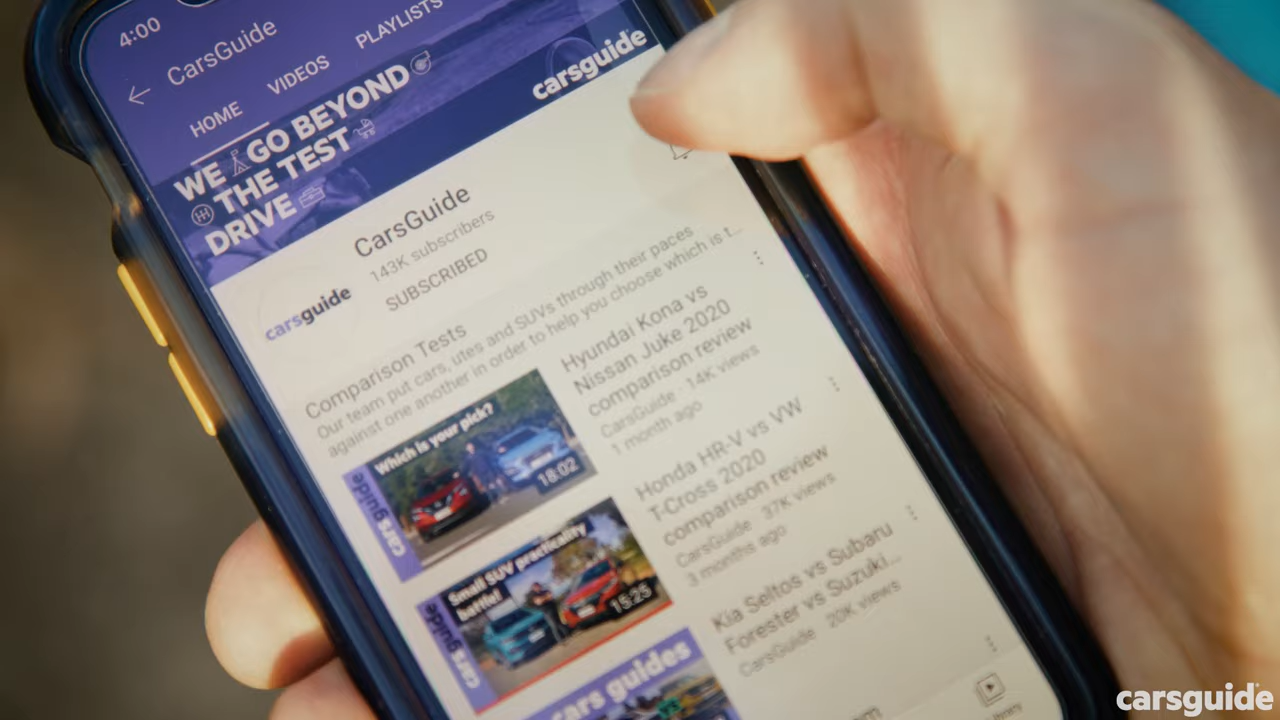 4:00
CarsGuide
HOME VIDEOS PLAYLISTS
WE GO BEYOND
THE TEST
DRIVE
carsguide
CarsGuide
143K subscribers
SUBSCRIBED
carsguide
Comparison Tests
Our team put cars, utes and SUVs through their paces
against one another in order to help you choose which is t...
Which is your pick?
carsguide
18:02
Hyundai Kona vs
Nissan Juke 2020
comparison review
CarsGuide · 14K views
1 month ago
Small SUV practicality
battle!
carsguide
15:25
Honda HR-V vs VW
T-Cross 2020
comparison review
CarsGuide 37K views
3 months ago
cars guides
Kia Seltos vs Subaru
Forester vs Suzuki...
CarsGuide 20K views
carsguide